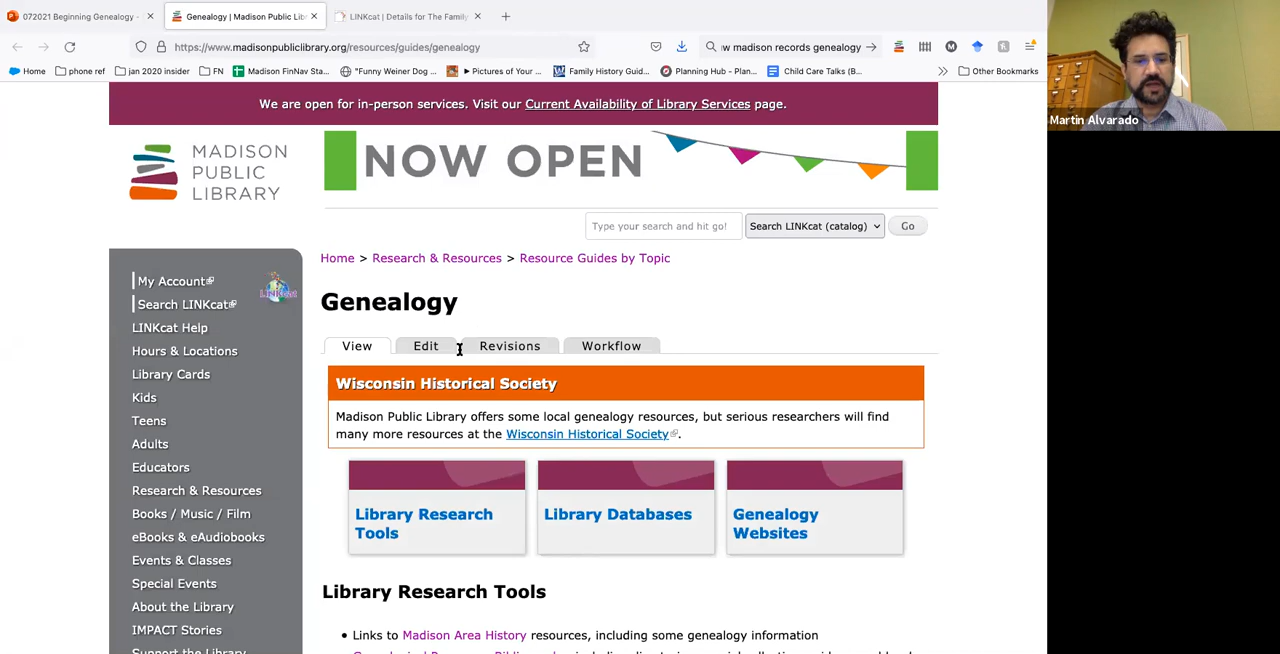 072021 Beginning Genealogy -
Genealogy | Madison Public Libr
LINKcat | Details for The Family
https://www.madisonpubliclibrary.org/resources/guides/genealogy
w madison records genealogy
Home
phone ref
jan 2020 insider
FN
Madison FinNav Sta...
"Funny Weiner Dog ...
▸ Pictures of Your ...
Family History Guid...
Planning Hub - Plan...
Child Care Talks (B...
Other Bookmarks
Martin Alvarado
We are open for in-person services. Visit our Current Availability of Library Services page.
MADISON
PUBLIC
LIBRARY
NOW OPEN
Type your search and hit go!
Search LINKcat (catalog)
Go
Home > Research & Resources > Resource Guides by Topic
Genealogy
View
Edit
Revisions
Workflow
My Account
Search LINKcat
LINKcat
LINKcat Help
Hours & Locations
Library Cards
Kids
Teens
Adults
Educators
Research & Resources
Books / Music / Film
eBooks & eAudiobooks
Events & Classes
Special Events
About the Library
IMPACT Stories
Support the Library
Wisconsin Historical Society
Madison Public Library offers some local genealogy resources, but serious researchers will find
many more resources at the Wisconsin Historical Society.
Library Research
Tools
Library Databases
Genealogy
Websites
Library Research Tools
• Links to Madison Area History resources, including some genealogy information